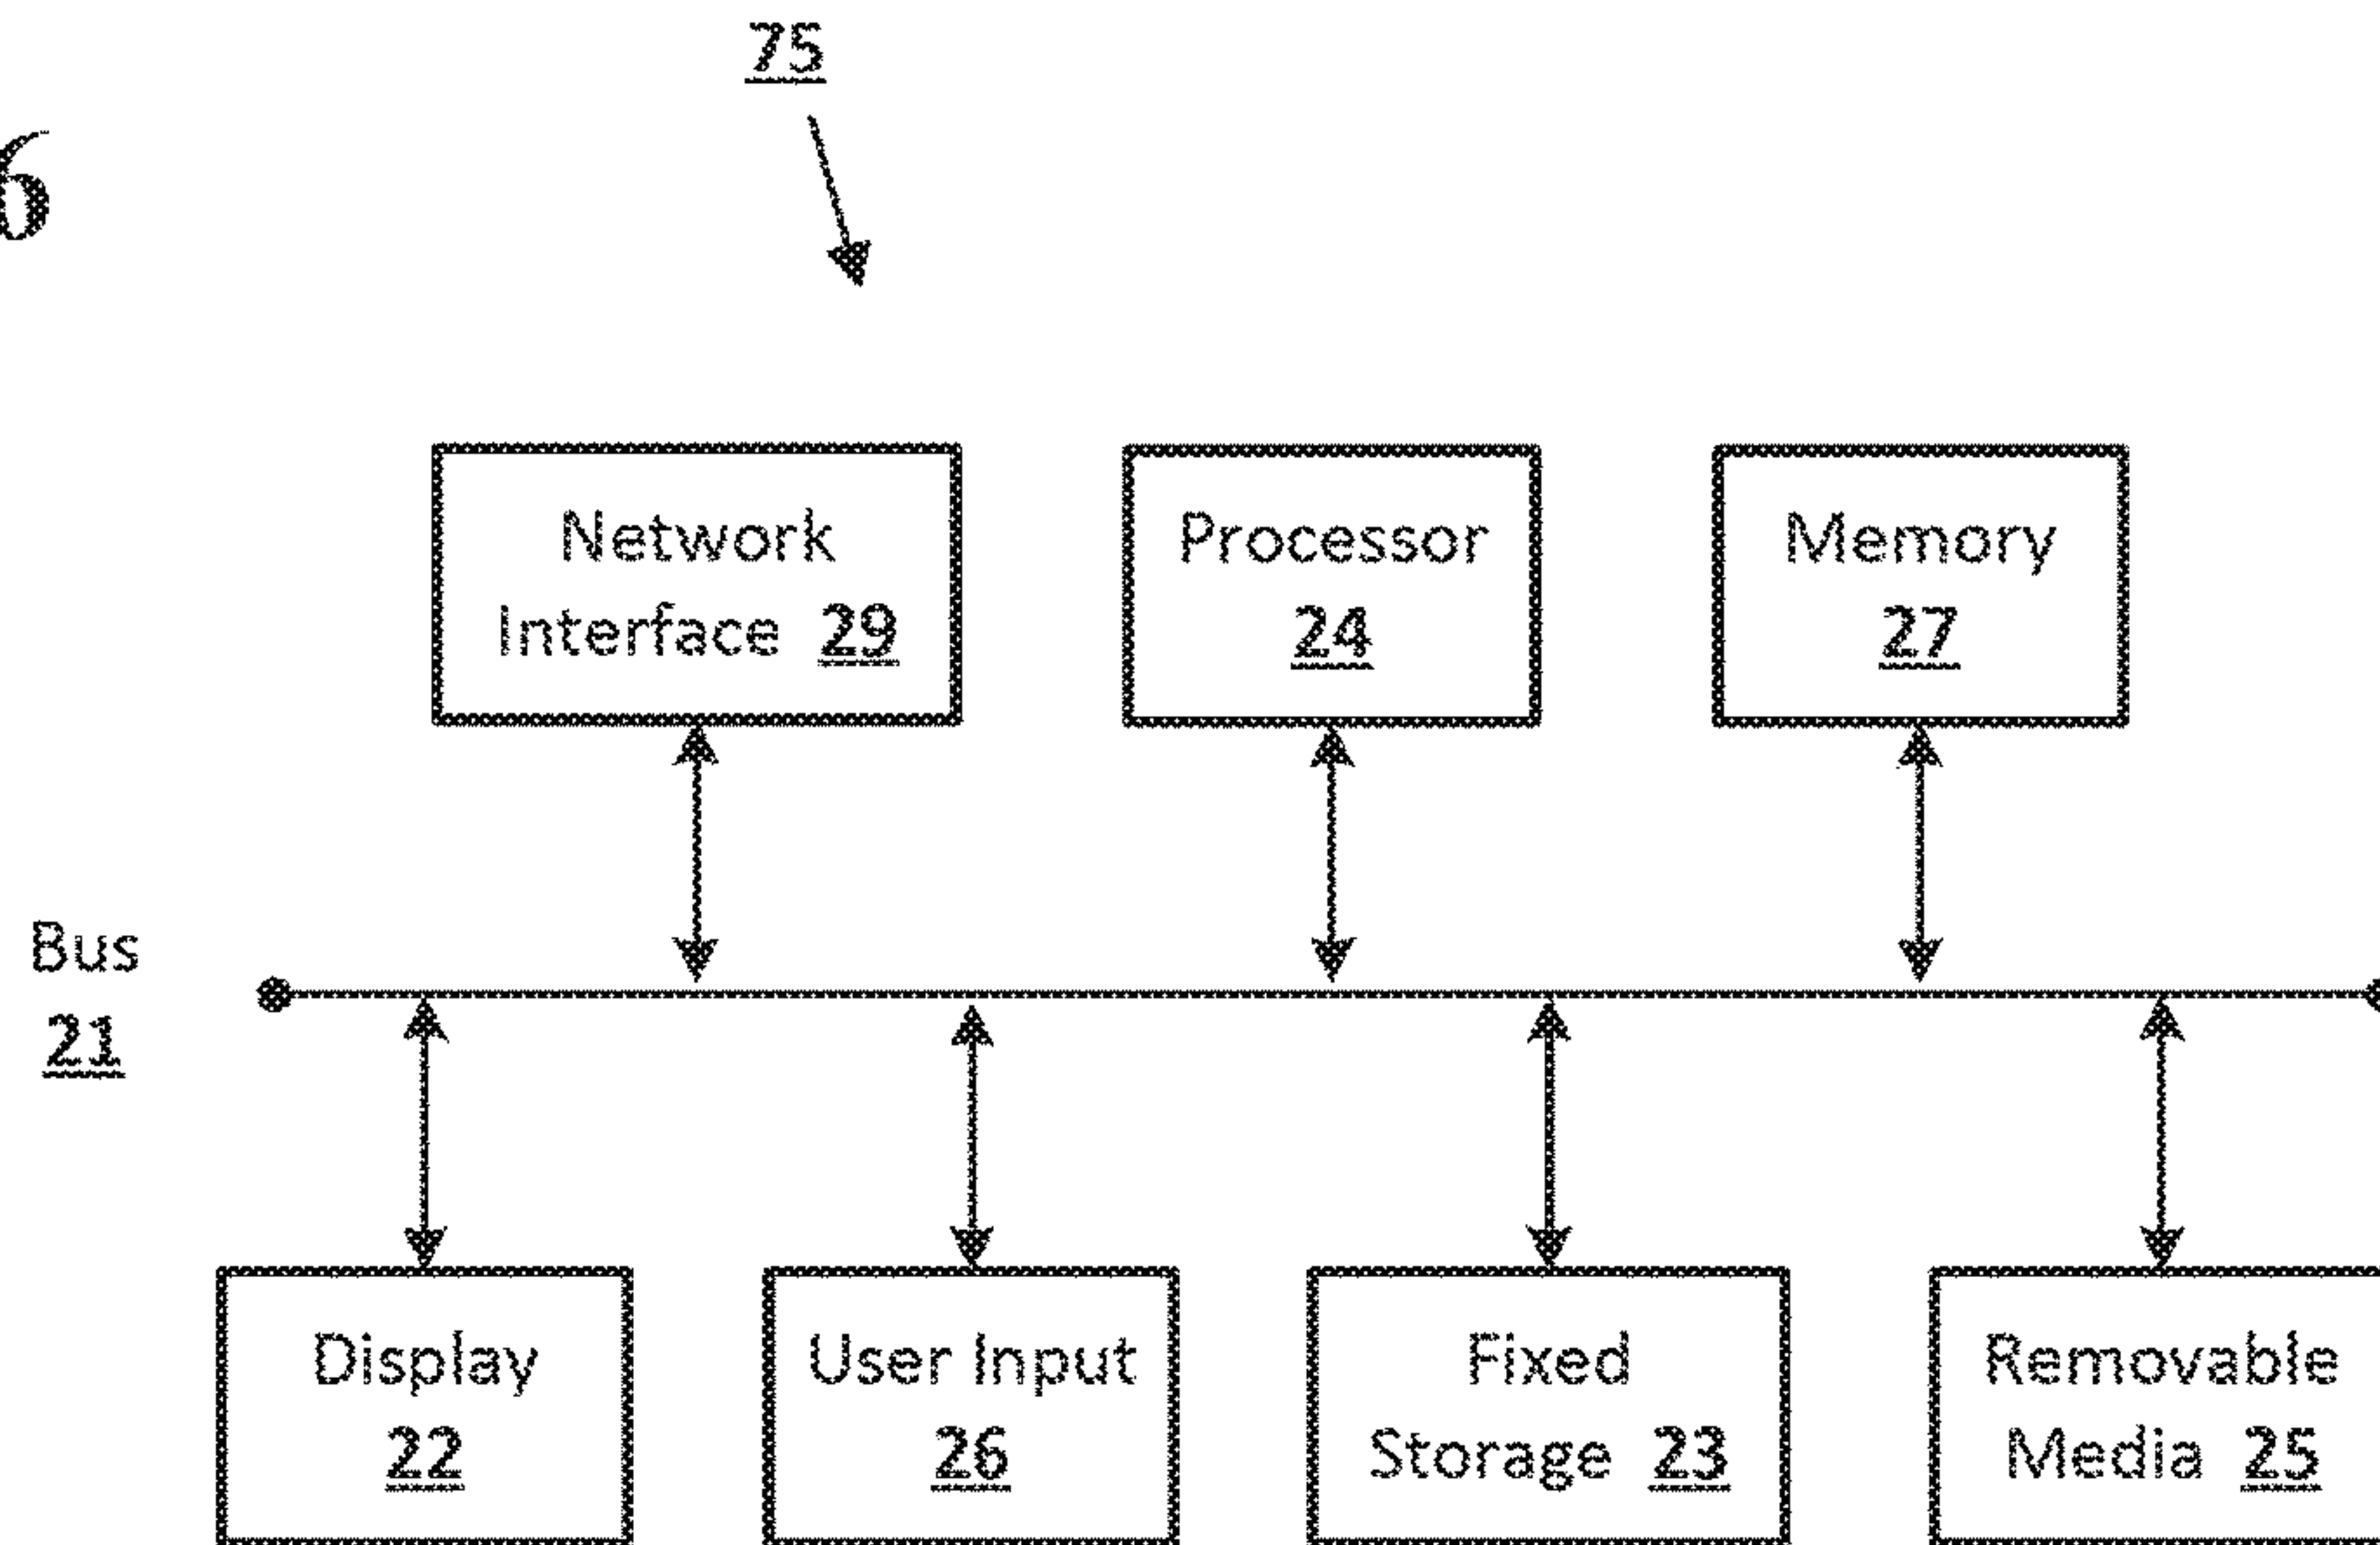 75
6
Network
Interface 29
Processor
24
Memory
27
Bus
21
Display
22
User Input
26
Fixed
Storage 23
Removable
Media 25